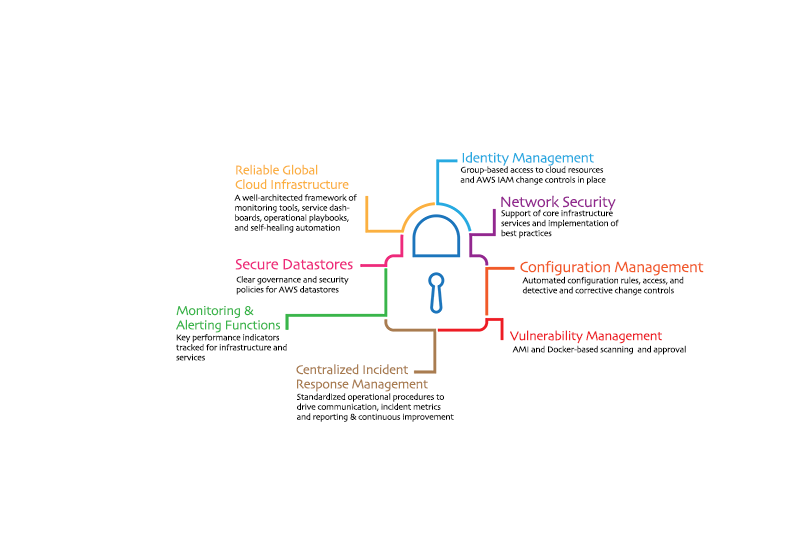 Identity Management
Group-based access to cloud resources
and AWS IAM change controls in place
Reliable Global
Cloud Infrastructure
A well-architected framework of
monitoring tools, service dash-
boards, operational playbooks,
and self-healing automation
Network Security
Support of core infrastructure
services and implementation of
best practices
Secure Datastores
Clear governance and security
policies for AWS datastores
Configuration Management
Automated configuration rules, access, and
detective and corrective change controls
Monitoring &
Alerting Functions
Key performance indicators
tracked for infrastructure and
services
Vulnerability Management
AMI and Docker-based scanning and approval
Centralized Incident
Response Management
Standardized operational procedures to
drive communication, incident metrics
and reporting & continuous improvement